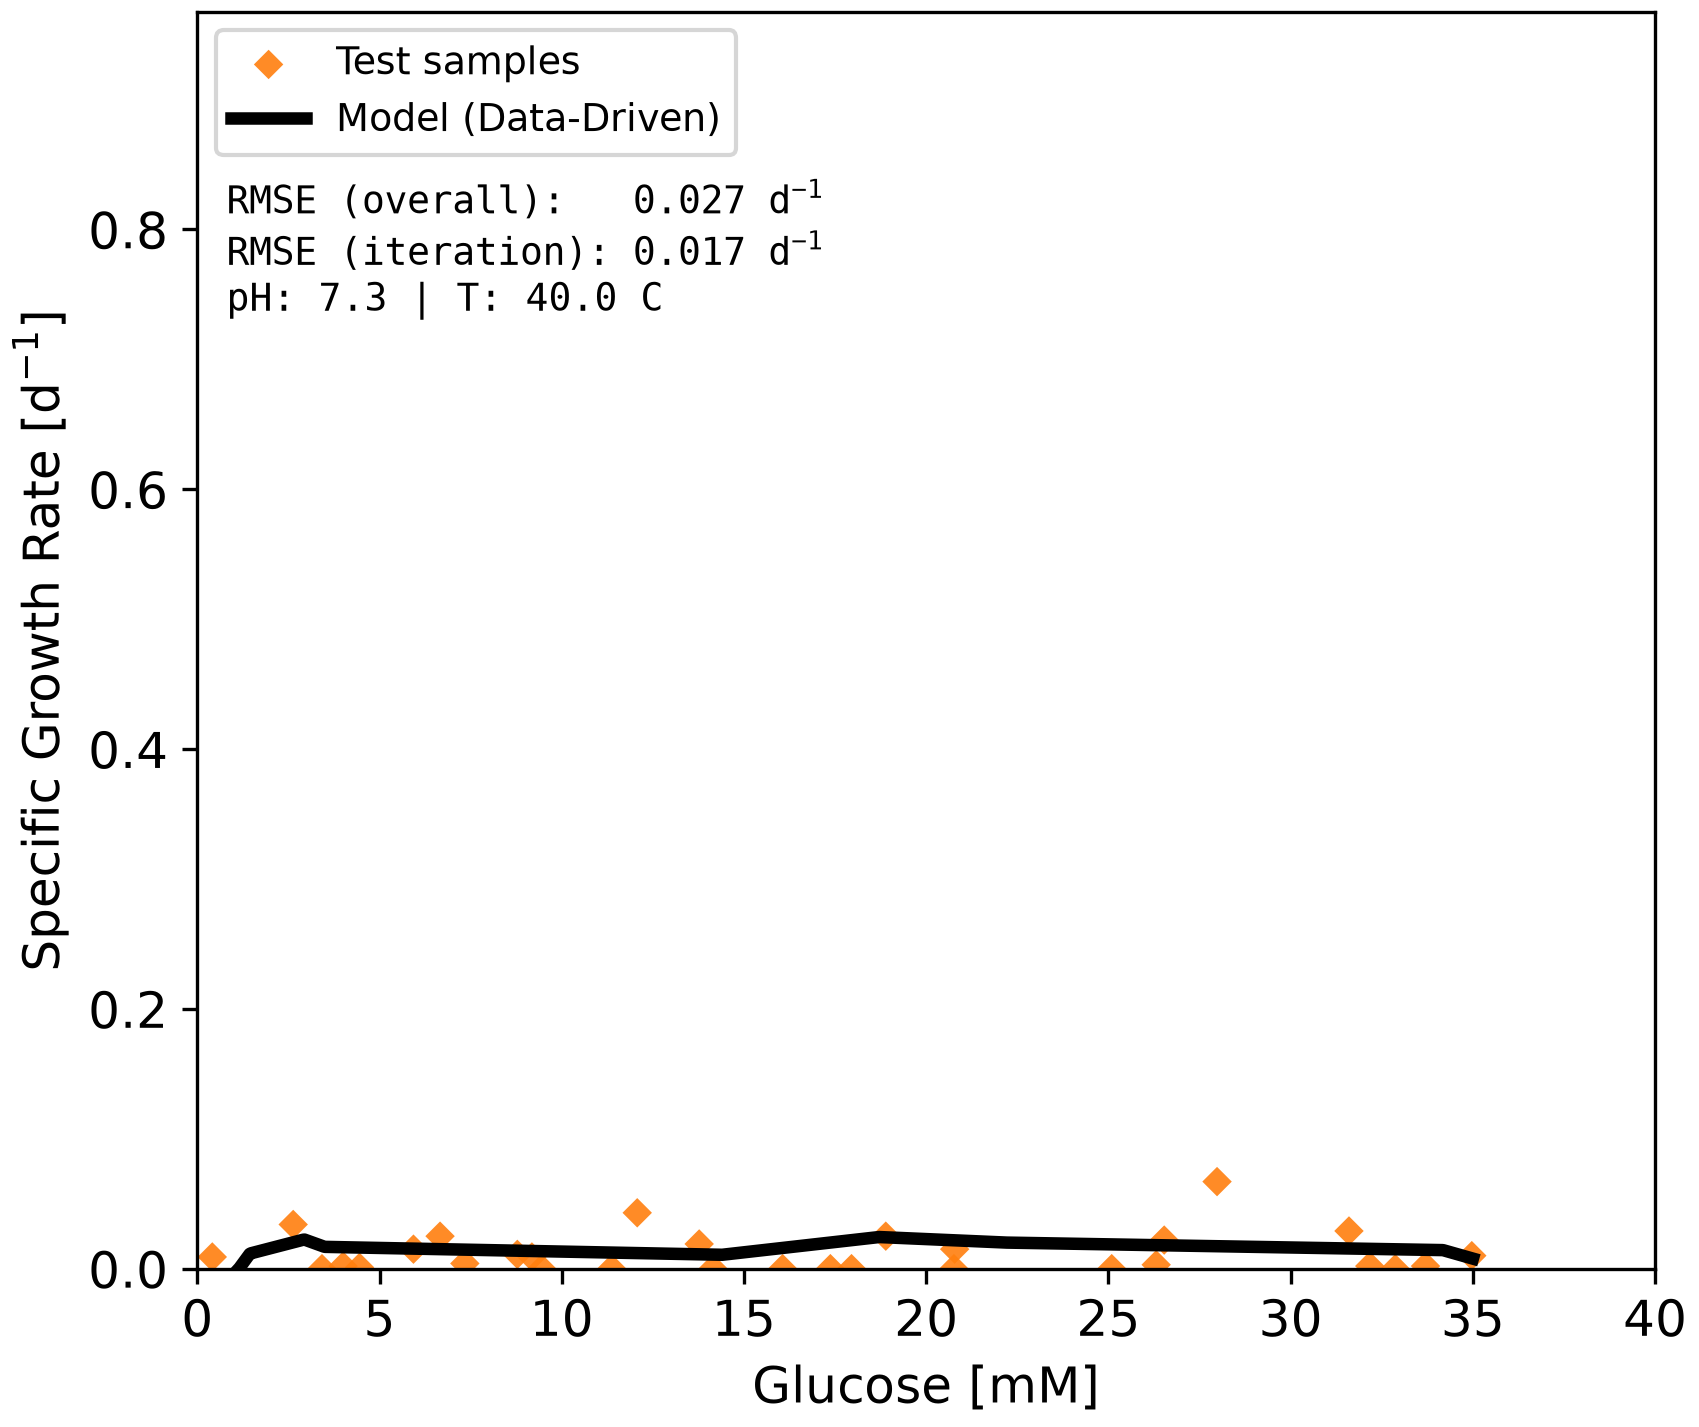 Test samples
Model (Data-Driven)
RMSE (overall): 0.027 d⁻¹
RMSE (iteration): 0.017 d⁻¹
pH: 7.3 | T: 40.0 C
Specific Growth Rate [d⁻¹]
0.8
0.6
0.4
0.2
0.0
0 5 10 15 20 25 30 35 40
Glucose [mM]